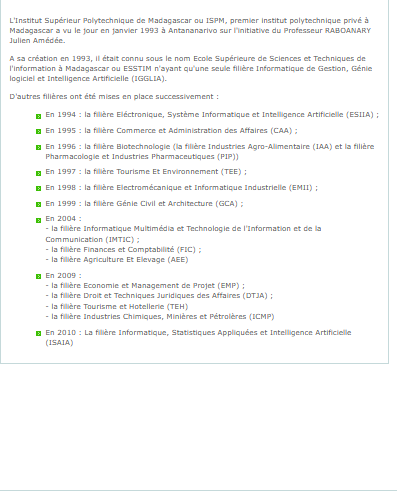 L'Institut Supérieur Polytechnique de Madagascar ou ISPM, premier institut polytechnique privé à
Madagascar a vu le jour en janvier 1993 à Antananarivo sur l'initiative du Professeur RABOANARY
Julien Amédée.
A sa création en 1993, il était connu sous le nom Ecole Supérieure de Sciences et Techniques de
l'information à Madagascar ou ESSTIM n'ayant qu'une seule filière Informatique de Gestion, Génie
logiciel et Intelligence Artificielle (IGGLIA).
D'autres filières ont été mises en place successivement :
En 1994 : la filière Eléctronique, Système Informatique et Intelligence Artificielle (ESIIA) ;
En 1995 : la filière Commerce et Administration des Affaires (CAA) ;
En 1996 : la filière Biotechnologie (la filière Industries Agro-Alimentaire (IAA) et la filière
Pharmacologie et Industries Pharmaceutiques (PIP))
En 1997 : la filière Tourisme Et Environnement (TEE) ;
En 1998 : la filière Electromécanique et Informatique Industrielle (EMII) ;
En 1999 : la filière Génie Civil et Architecture (GCA) ;
En 2004 :
- la filière Informatique Multimédia et Technologie de l'Information et de la
Communication (IMTIC) ;
- la filière Finances et Comptabilité (FIC) ;
- la filière Agriculture Et Elevage (AEE)
En 2009 :
- la filière Economie et Management de Projet (EMP) ;
- la filière Droit et Techniques Juridiques des Affaires (DTJA) ;
- la filière Tourisme et Hotellerie (TEH)
- la filière Industries Chimiques, Minières et Pétrolères (ICMP)
En 2010 : La filière Informatique, Statistiques Appliquées et Intelligence Artificielle
(ISAIA)